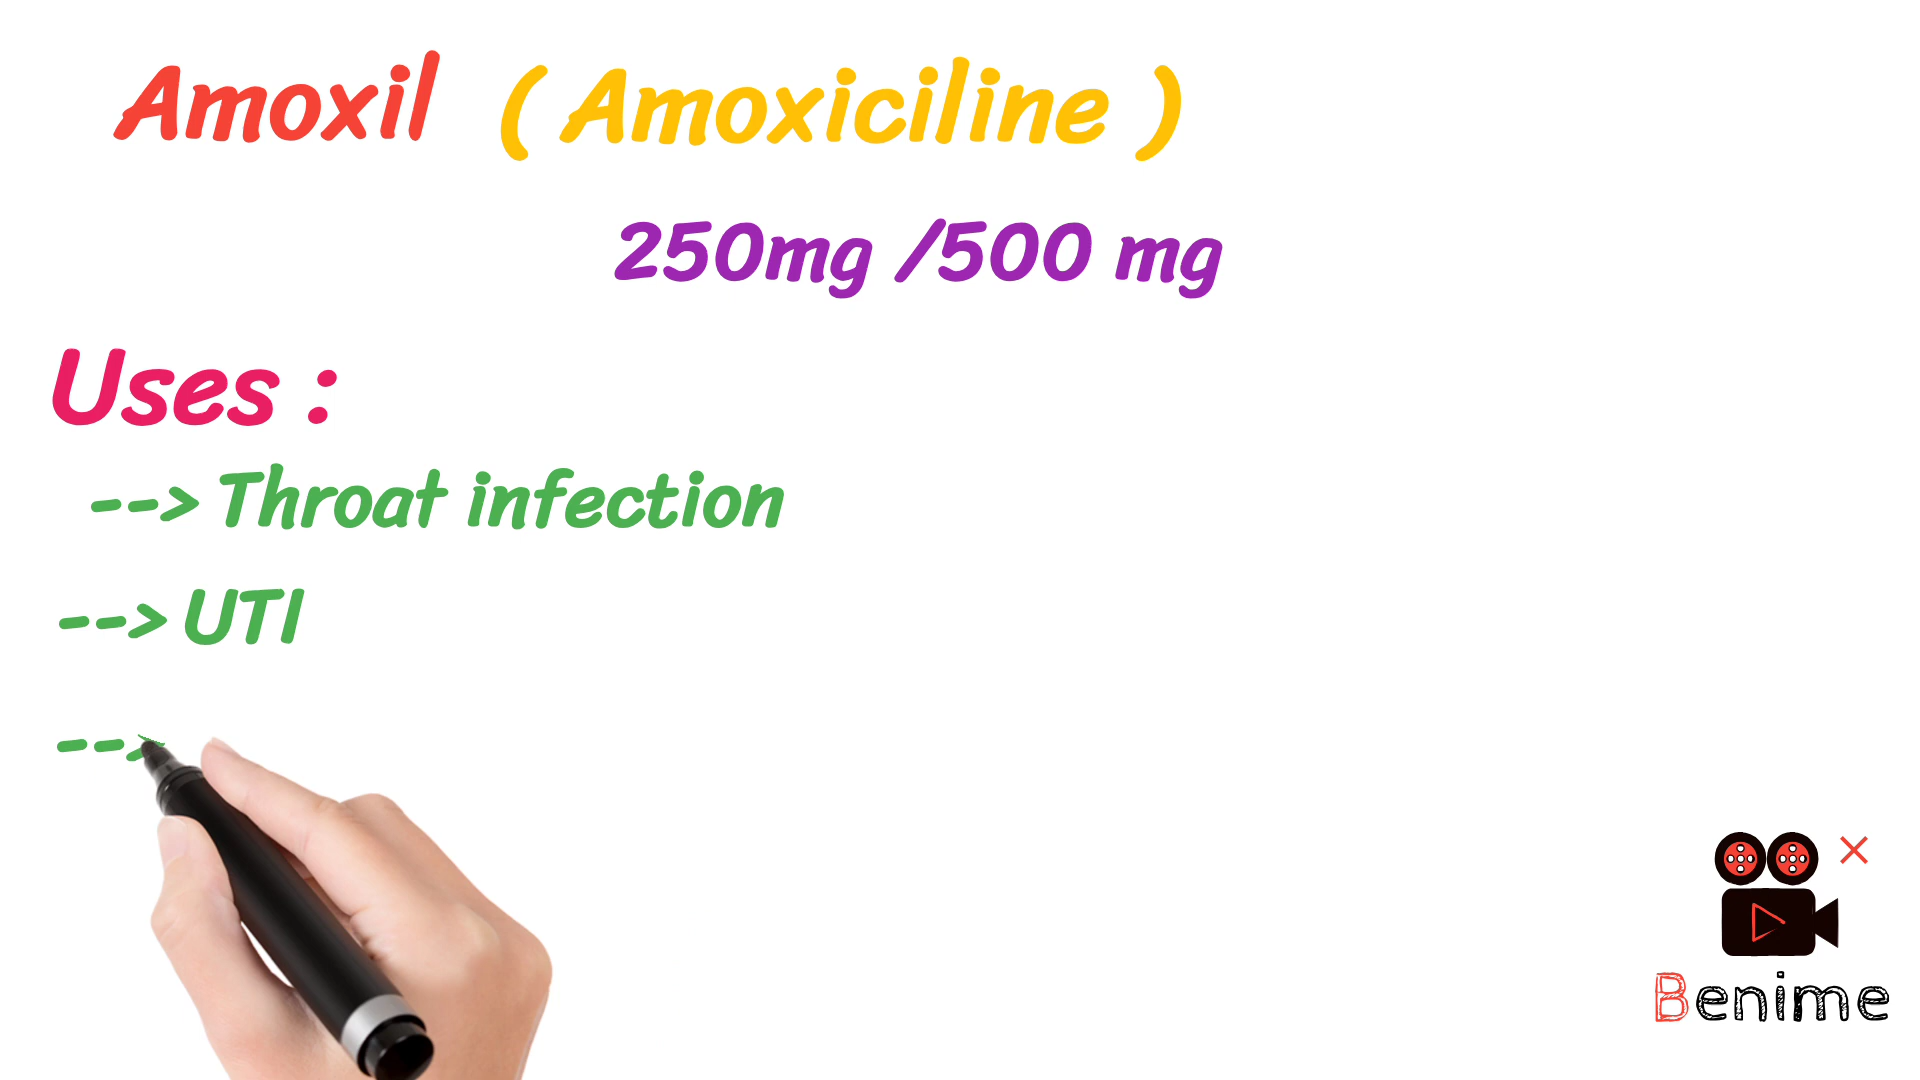 Amoxil ( Amoxiciline )
250mg /500 mg
Uses :
--> Throat infection
--> UTI
-->
Benime